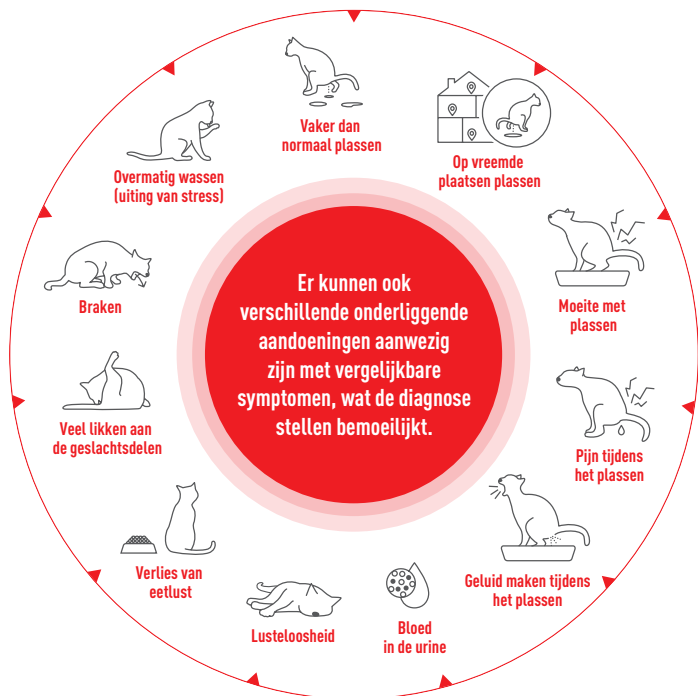 Vaker dan
normaal plassen
Op vreemde
plaatsen plassen
Moeite met
plassen
Pijn tijdens
het plassen
Geluid maken tijdens
het plassen
Bloed
in de urine
Lusteloosheid
Verlies van
eetlust
Veel likken aan
de geslachtsdelen
Braken
Overmatig wassen
(uiting van stress)
Er kunnen ook
verschillende onderliggende
aandoeningen aanwezig
zijn met vergelijkbare
symptomen, wat de diagnose
stellen bemoeilijkt.